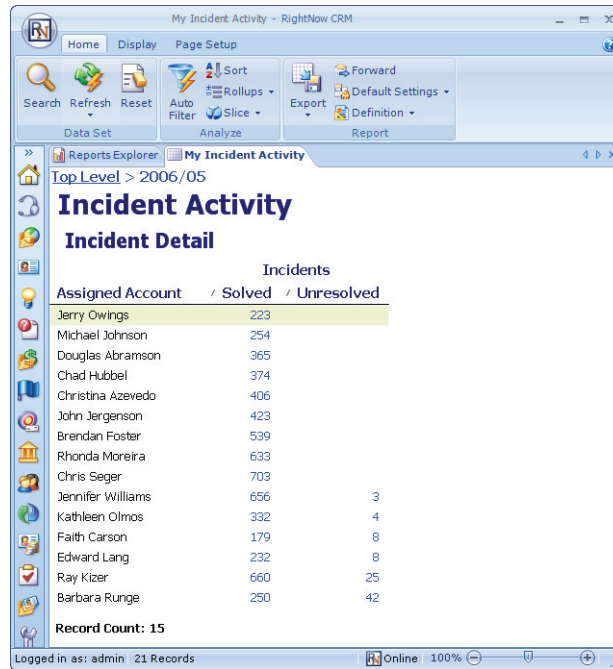 My Incident Activity - RightNow CRM
Home Display Page Setup
Search Refresh Reset Auto Filter Sort Rollups Slice Export Forward Default Settings Definition
Data Set Analyze Report
Reports Explorer My Incident Activity
Top Level > 2006/05
Incident Activity
Incident Detail
Incidents
Assigned Account Solved Unresolved
Jerry Owings 223
Michael Johnson 254
Douglas Abramson 365
Chad Hubbel 374
Christina Azevedo 406
John Jergenson 423
Brendan Foster 539
Rhonda Moreira 633
Chris Seger 703
Jennifer Williams 656 3
Kathleen Olmos 332 4
Faith Carson 179 8
Edward Lang 232 8
Ray Kizer 660 25
Barbara Runge 250 42
Record Count: 15
Logged in as: admin 21 Records Online 100%